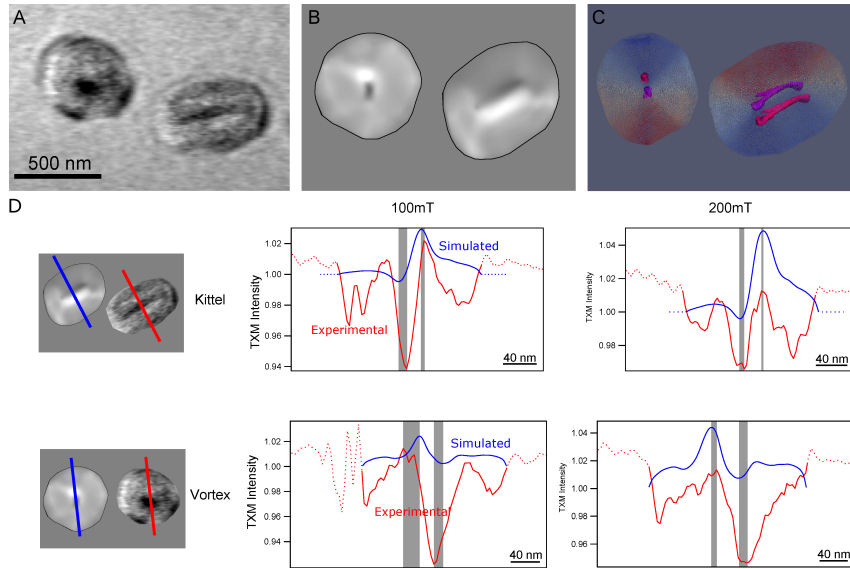 A
B
C
500 nm
D
100mT
200mT
Kittel
TXM Intensity
1.02
1.00
0.98
0.96
0.94
Simulated
Experimental
40 nm
TXM Intensity
1.04
1.02
1.00
0.98
40 nm
Vortex
TXM Intensity
1.02
1.00
0.98
0.96
0.94
Simulated
Experimental
40 nm
TXM Intensity
1.04
1.02
1.00
0.98
0.96
40 nm